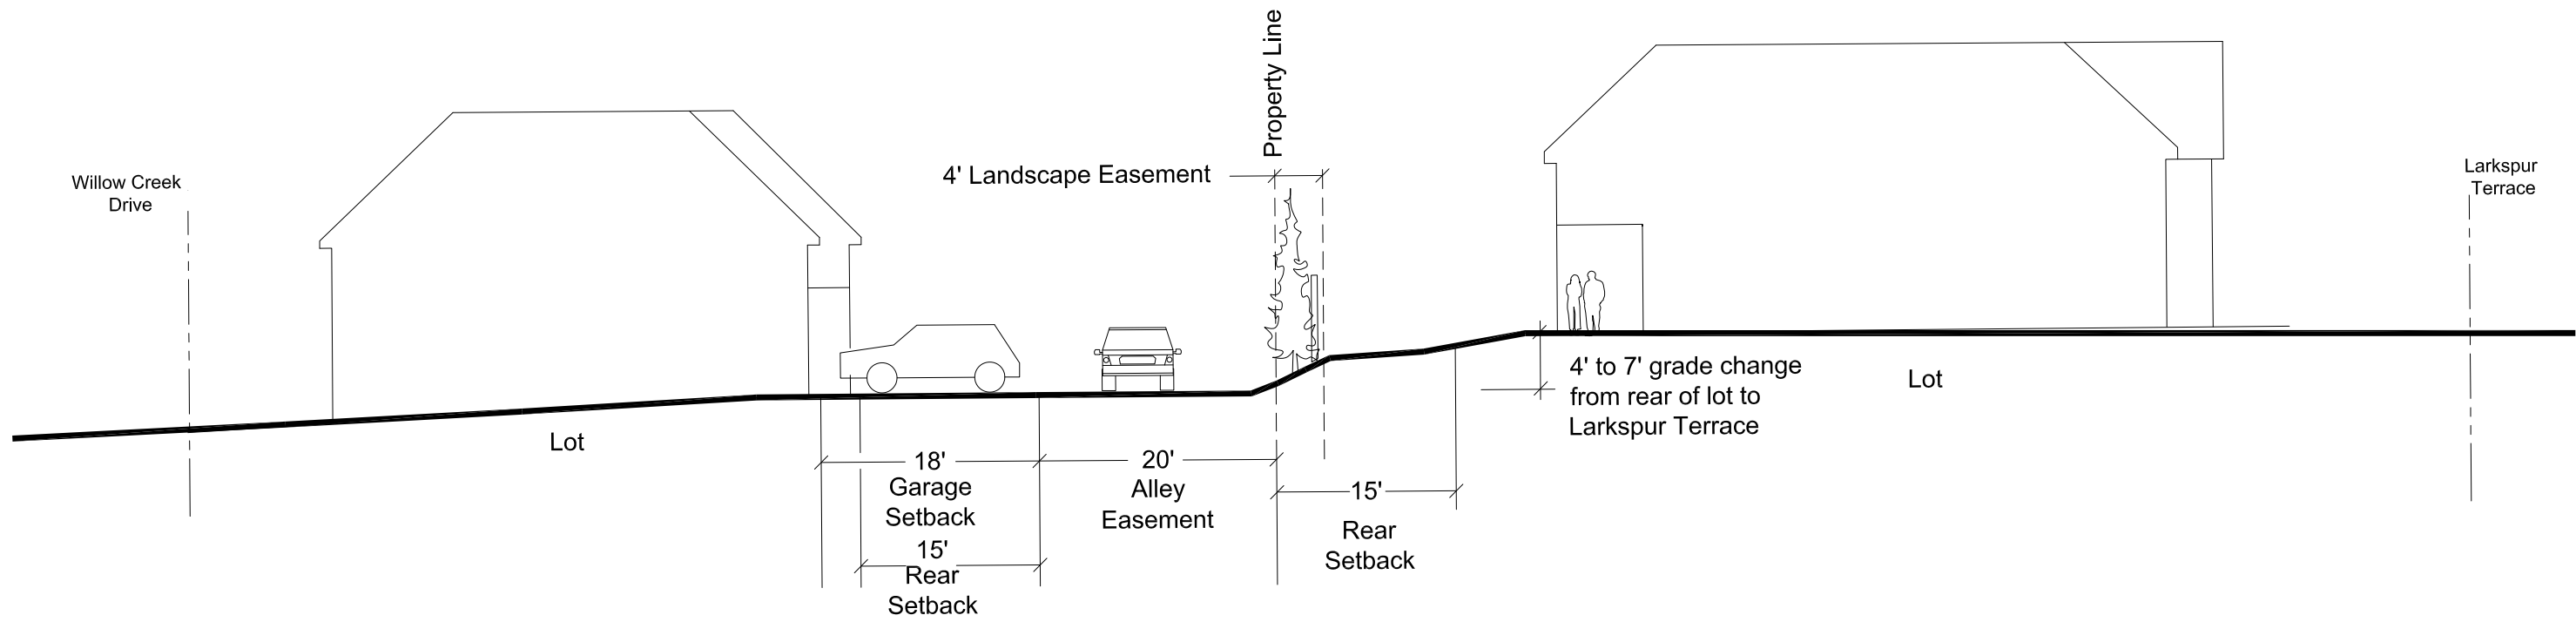 Property Line
4' Landscape Easement
Willow Creek
Drive
Larkspur
Terrace
4' to 7' grade change
from rear of lot to
Larkspur Terrace
Lot
Lot
18'
Garage
Setback
20'
Alley
Easement
15'
Rear
Setback
15'
Rear
Setback